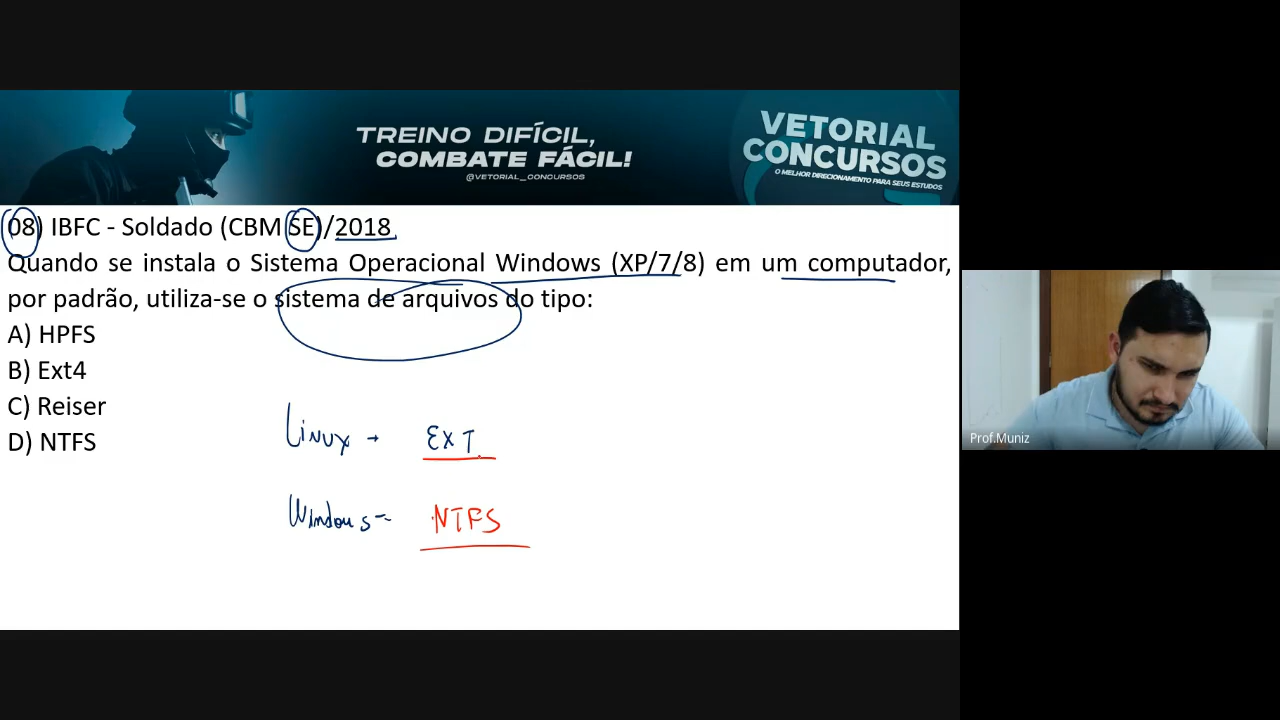 TREINO DIFÍCIL,
COMBATE FÁCIL!
@VETORIAL_CONCURSOS
VETORIAL
CONCURSOS
O MELHOR DIRECIONAMENTO PARA SEUS ESTUDOS
08) IBFC - Soldado (CBM SE)/2018
Quando se instala o Sistema Operacional Windows (XP/7/8) em um computador,
por padrão, utiliza-se o sistema de arquivos do tipo:
A) HPFS
B) Ext4
C) Reiser
D) NTFS
Linux → EXT.
Windows = NTFS
Prof.Muniz